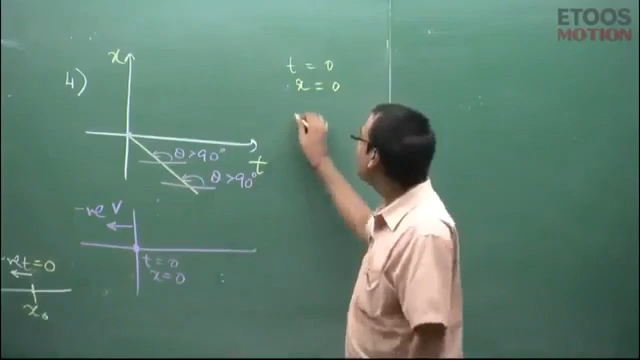 ETOOS
MOTION
4)
x
t = 0
x = 0
θ > 90°
t
θ > 90°
-ve V
t = 0
x = 0
-ve t = 0
x₀